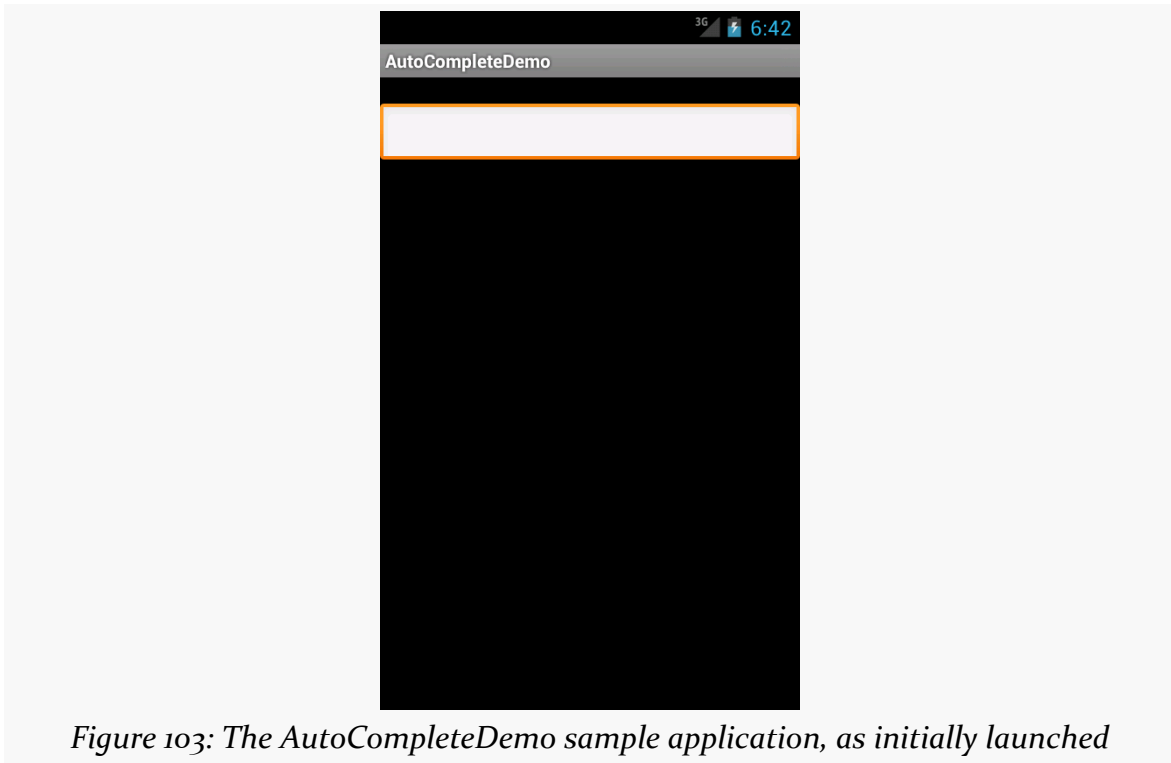 3G 6:42
AutoCompleteDemo
Figure 103: The AutoCompleteDemo sample application, as initially launched